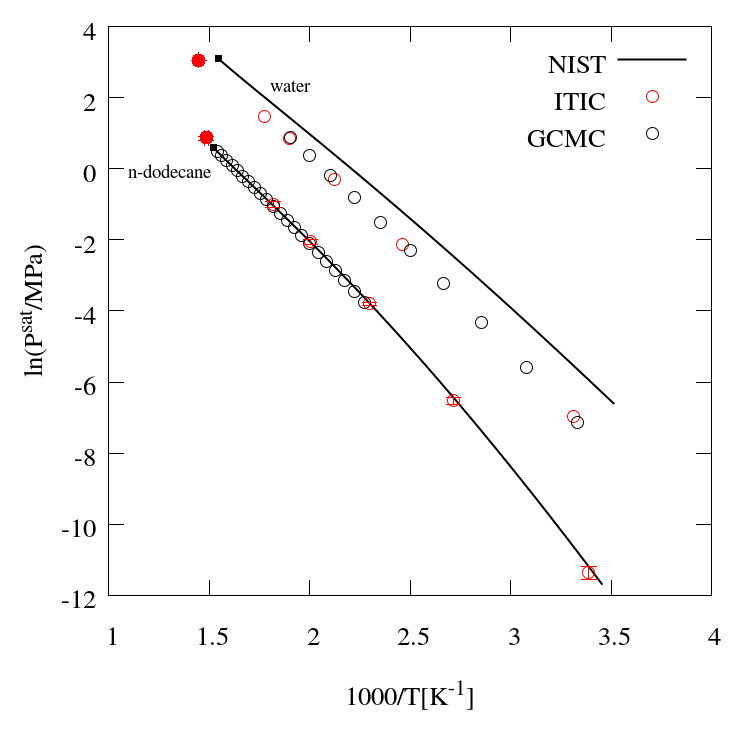 4
2
0
-2
-4
-6
-8
-10
-12
1 1.5 2 2.5 3 3.5 4
ln(P^sat/MPa)
1000/T[K^-1]
water
n-dodecane
NIST
ITIC
GCMC